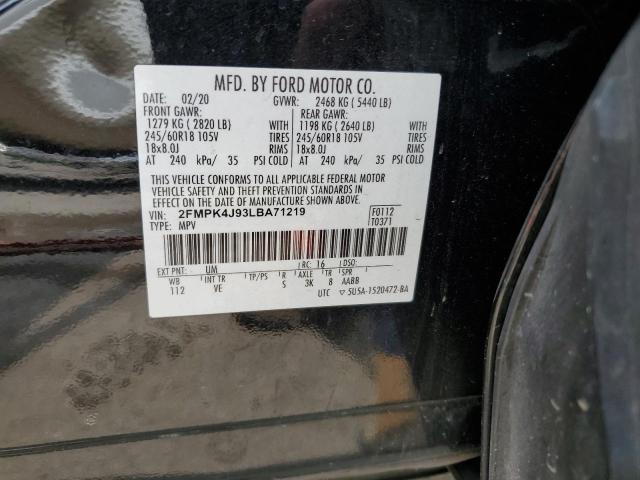 MFD. BY FORD MOTOR CO.
DATE: 02/20 GVWR: 2468 KG ( 5440 LB)
FRONT GAWR: REAR GAWR:
1279 KG ( 2820 LB) 1198 KG ( 2640 LB)
245/60R18 105V TIRES 245/60R18 105V
18x8.0J RIMS 18x8.0J
AT 240 kPa/ 35 PSI COLD AT 240 kPa/ 35 PSI COLD
WITH TIRES
RIMS
THIS VEHICLE CONFORMS TO ALL APPLICABLE FEDERAL MOTOR
VEHICLE SAFETY AND THEFT PREVENTION STANDARDS IN
EFFECT ON THE DATE OF MANUFACTURE SHOWN ABOVE.
VIN: 2FMPK4J93LBA71219 F0112
TYPE: MPV T0371
EXT PNT: UM RC: 16 DSO:
WB INT TR TP/PS R AXLE TR SPR
112 VE S 3K 8 AABB
UTC ▽ 5U5A-1520472-BA